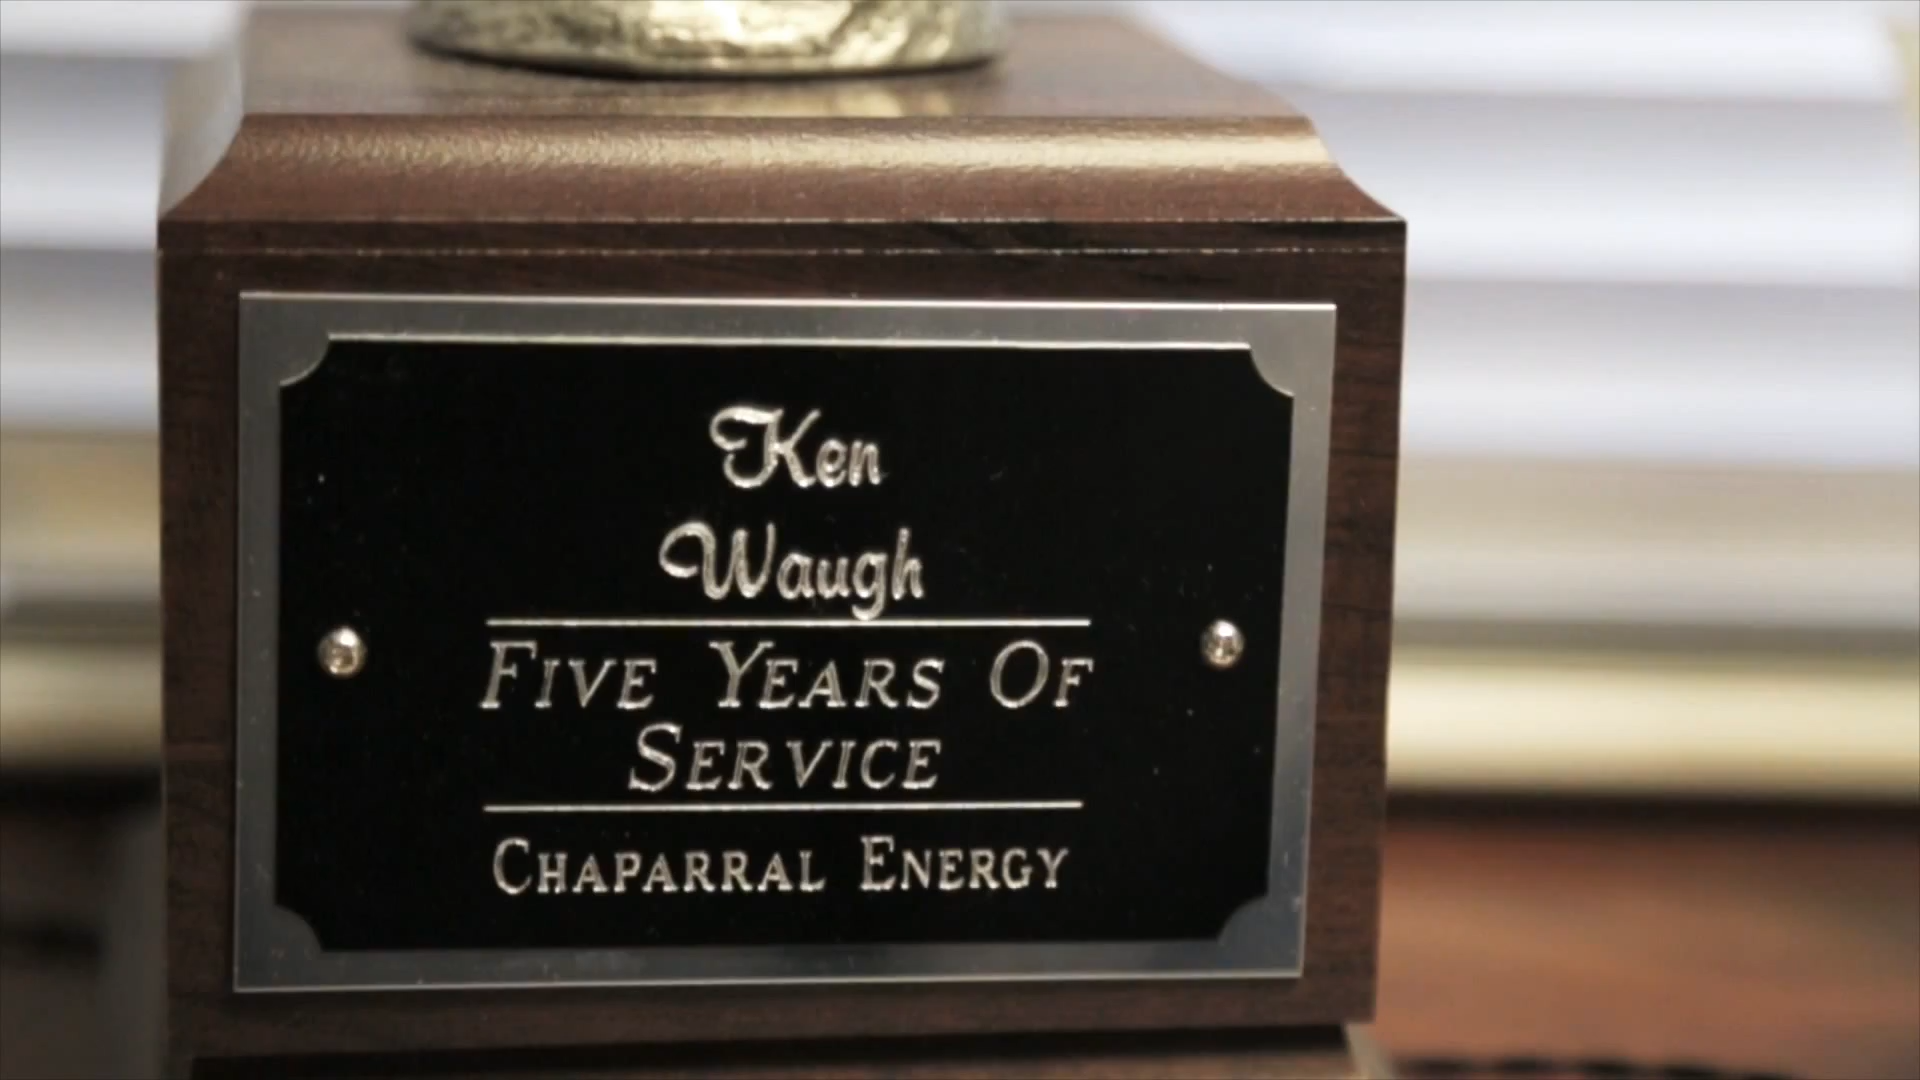 Ken
Waugh
Five Years Of
Service
Chaparral Energy